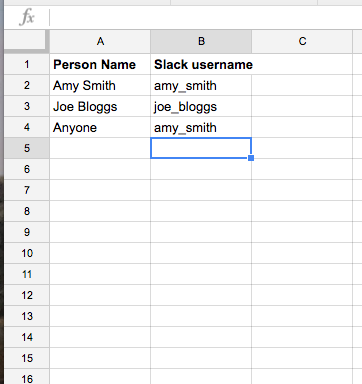 fx
A B C
1 Person Name Slack username
2 Amy Smith amy_smith
3 Joe Bloggs joe_bloggs
4 Anyone amy_smith
5
6
7
8
9
10
11
12
13
14
15
16